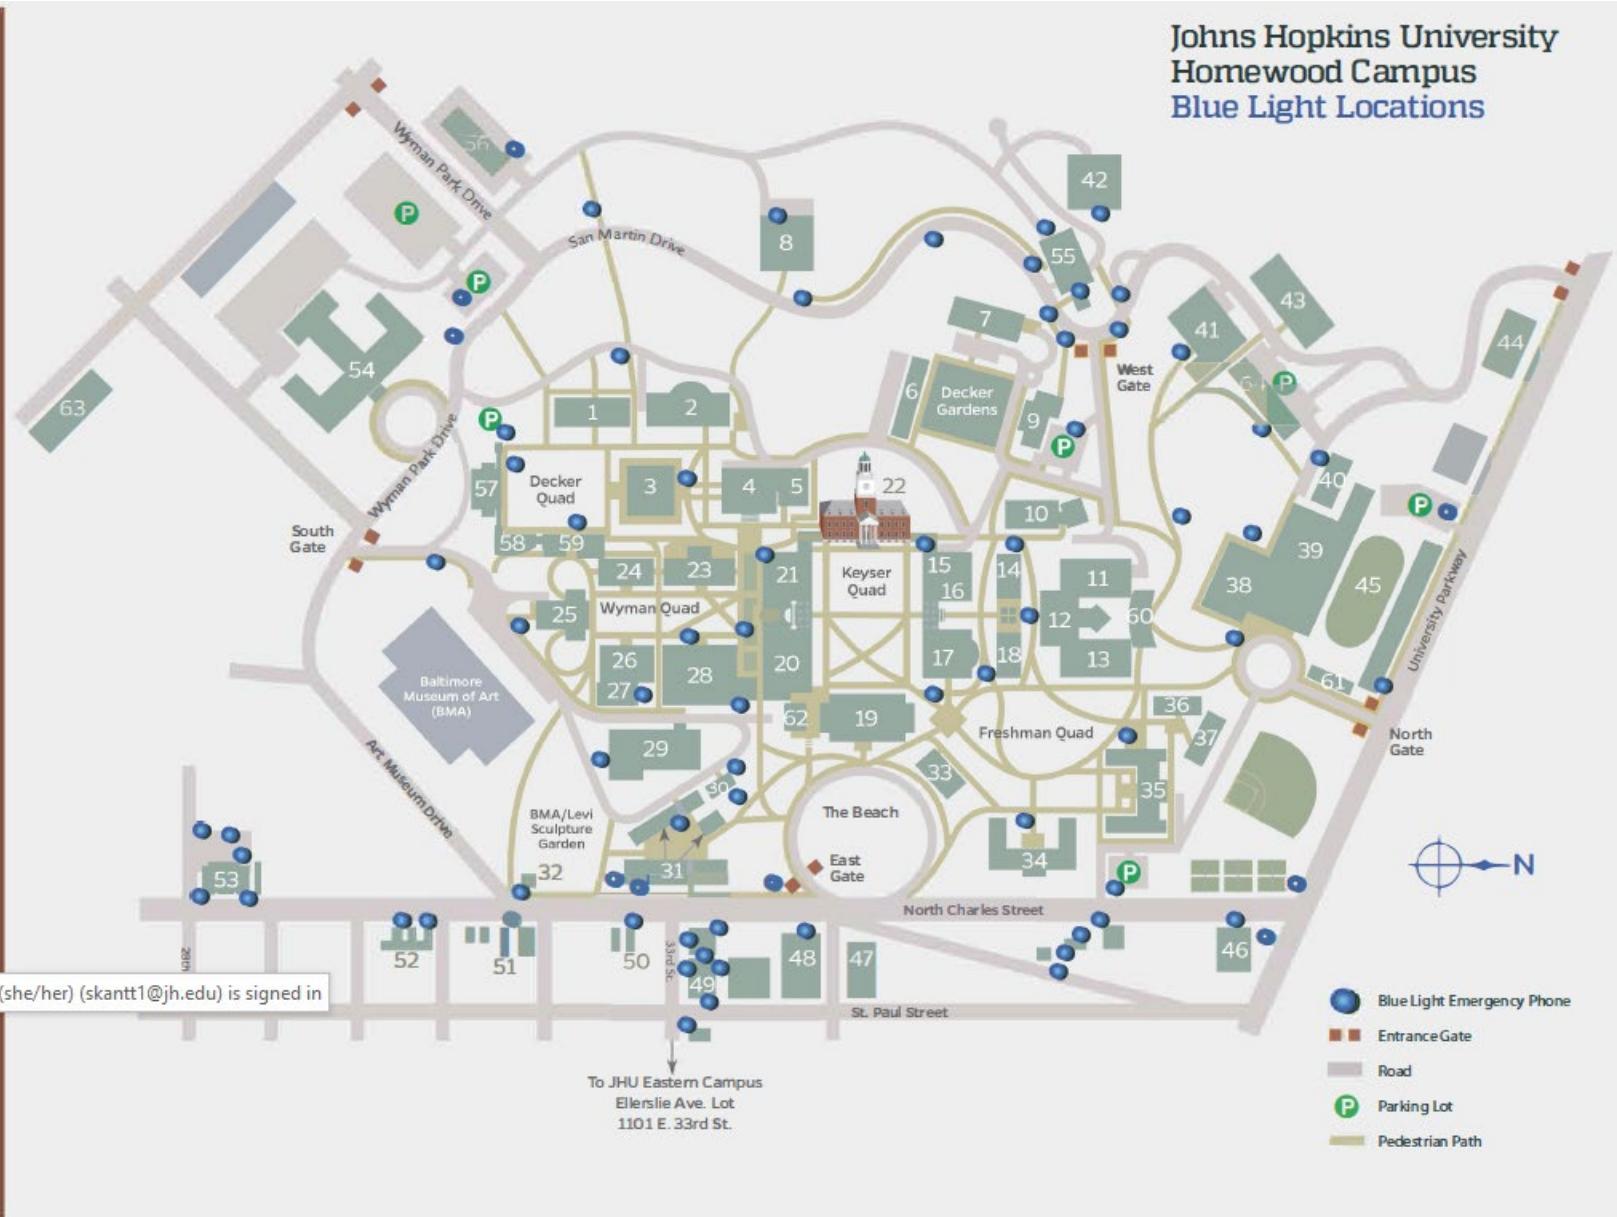 Johns Hopkins University
Homewood Campus
Blue Light Locations
56
Wyman Park Drive
P
San Martin Drive
8
42
55
P
54
63
7
41
43
44
West
Gate
6
Decker
Gardens
9
P
P
1
2
P
Wyman Park Drive
57
Decker
Quad
3
4
5
22
40
P
South
Gate
58
59
10
39
45
University Parkway
24
23
21
Keyser
Quad
15
16
14
11
38
25
Wyman Quad
12
60
26
27
28
20
17
18
13
61
Baltimore
Museum of Art
(BMA)
62
19
Freshman Quad
36
37
North
Gate
29
33
35
Art Museum Drive
30
BMA/Levi
Sculpture
Garden
32
The Beach
31
East
Gate
34
P
N
53
North Charles Street
52
51
50
33rd St.
49
48
47
46
(she/her) (skantt1@jh.edu) is signed in
St. Paul Street
To JHU Eastern Campus
Ellerslie Ave. Lot
1101 E. 33rd St.
Blue Light Emergency Phone
Entrance Gate
Road
P Parking Lot
Pedestrian Path